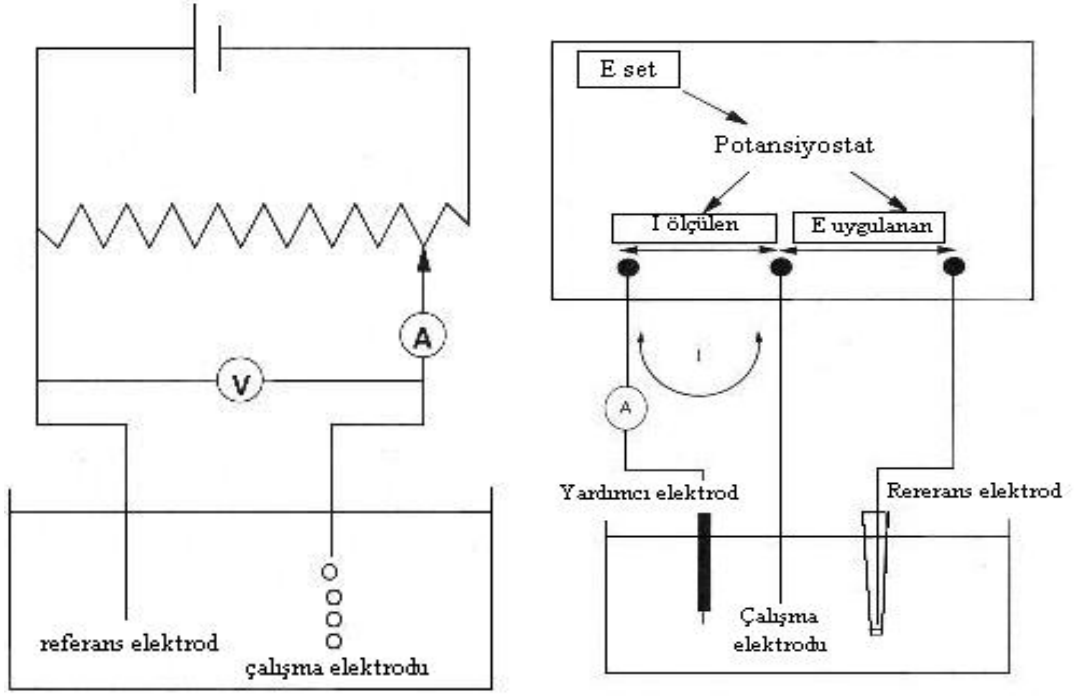 A
V
referans elektrod
çalışma elektrodu
E set
Potansiyostat
I ölçülen
E uygulanan
I
A
Yardımcı elektrod
Rererans elektrod
Çalışma
elektrodu